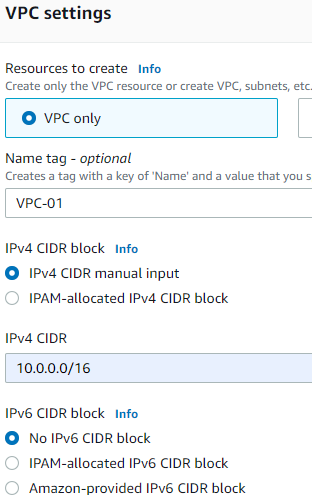 VPC settings
Resources to create Info
Create only the VPC resource or create VPC, subnets, etc.
VPC only
Name tag - optional
Creates a tag with a key of 'Name' and a value that you s
VPC-01
IPv4 CIDR block Info
IPv4 CIDR manual input
IPAM-allocated IPv4 CIDR block
IPv4 CIDR
10.0.0.0/16
IPv6 CIDR block Info
No IPv6 CIDR block
IPAM-allocated IPv6 CIDR block
Amazon-provided IPv6 CIDR block